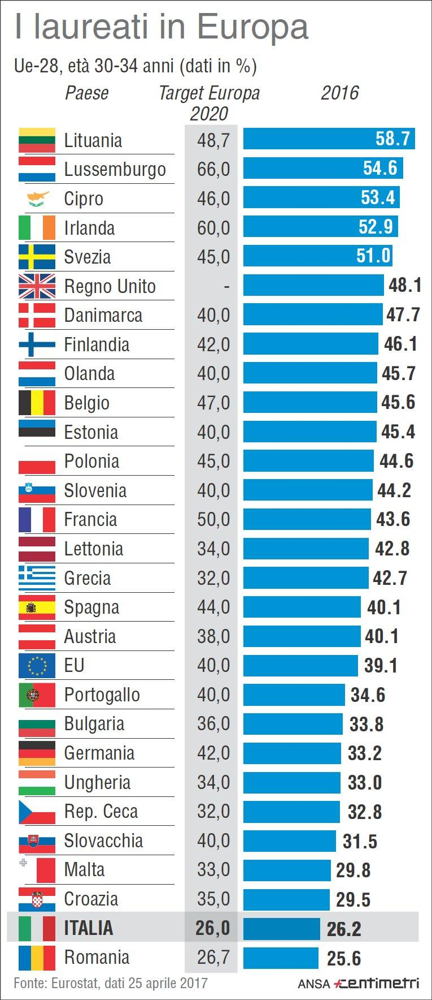 I laureati in Europa
Ue-28, età 30-34 anni (dati in %)
Paese Target Europa 2020 2016
Lituania 48,7 58.7
Lussemburgo 66,0 54.6
Cipro 46,0 53.4
Irlanda 60,0 52.9
Svezia 45,0 51.0
Regno Unito - 48.1
Danimarca 40,0 47.7
Finlandia 42,0 46.1
Olanda 40,0 45.7
Belgio 47,0 45.6
Estonia 40,0 45.4
Polonia 45,0 44.6
Slovenia 40,0 44.2
Francia 50,0 43.6
Lettonia 34,0 42.8
Grecia 32,0 42.7
Spagna 44,0 40.1
Austria 38,0 40.1
EU 40,0 39.1
Portogallo 40,0 34.6
Bulgaria 36,0 33.8
Germania 42,0 33.2
Ungheria 34,0 33.0
Rep. Ceca 32,0 32.8
Slovacchia 40,0 31.5
Malta 33,0 29.8
Croazia 35,0 29.5
ITALIA 26,0 26.2
Romania 26,7 25.6
Fonte: Eurostat, dati 25 aprile 2017 ANSA centimetri